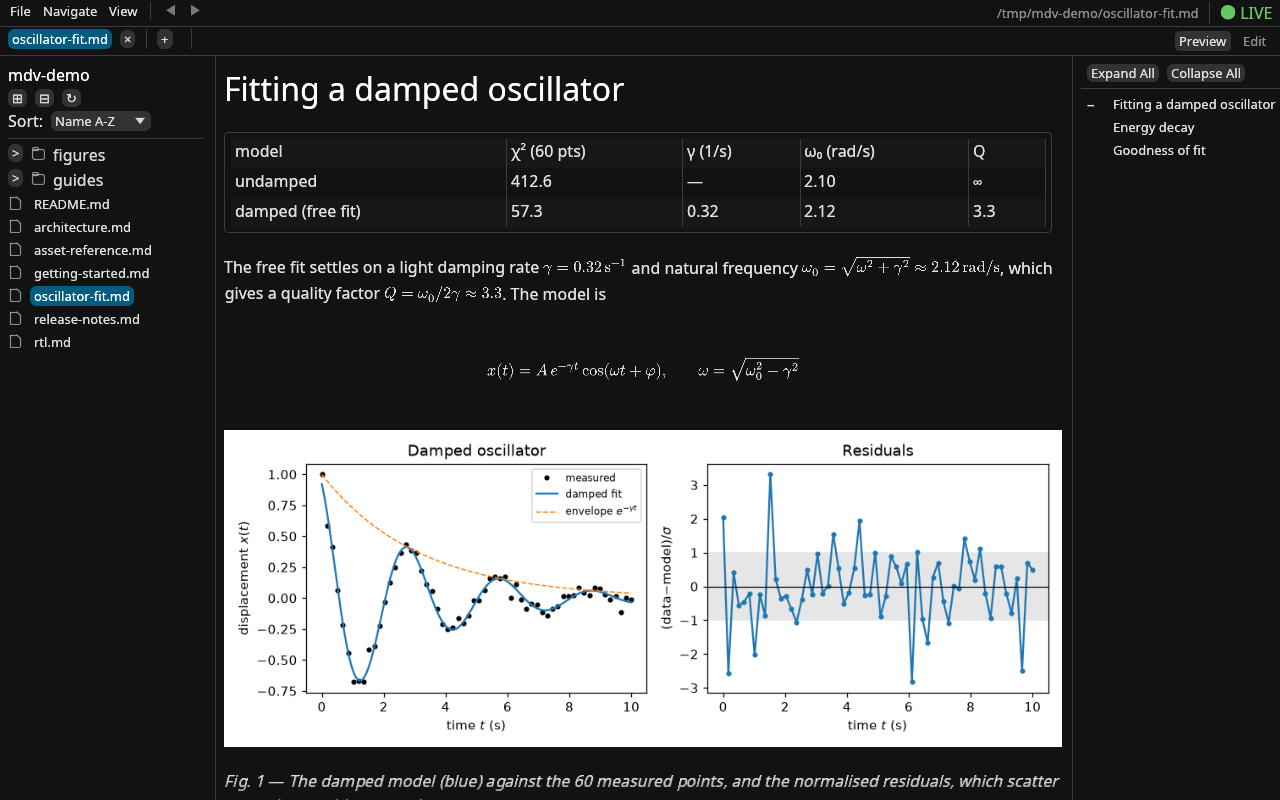 File Navigate View
/tmp/mdv-demo/oscillator-fit.md
LIVE
oscillator-fit.md × +
Preview Edit
mdv-demo
Sort: Name A-Z
figures
guides
README.md
architecture.md
asset-reference.md
getting-started.md
oscillator-fit.md
release-notes.md
rtl.md
Fitting a damped oscillator
model χ² (60 pts) γ (1/s) ω₀ (rad/s) Q
undamped 412.6 — 2.10 ∞
damped (free fit) 57.3 0.32 2.12 3.3
The free fit settles on a light damping rate γ = 0.32 s⁻¹ and natural frequency ω₀ = √(ω² + γ²) ≈ 2.12 rad/s, which
gives a quality factor Q = ω₀/2γ ≈ 3.3. The model is
x(t) = A e^{−γt} cos(ωt + φ), ω = √(ω₀² − γ²)
Damped oscillator
measured
damped fit
envelope e^{−γt}
displacement x(t)
1.00
0.75
0.50
0.25
0.00
−0.25
−0.50
−0.75
0 2 4 6 8 10
time t (s)
Residuals
(data−model)/σ
3
2
1
0
−1
−2
−3
0 2 4 6 8 10
time t (s)
Fig. 1 — The damped model (blue) against the 60 measured points, and the normalised residuals, which scatter
Expand All Collapse All
Fitting a damped oscillator
Energy decay
Goodness of fit